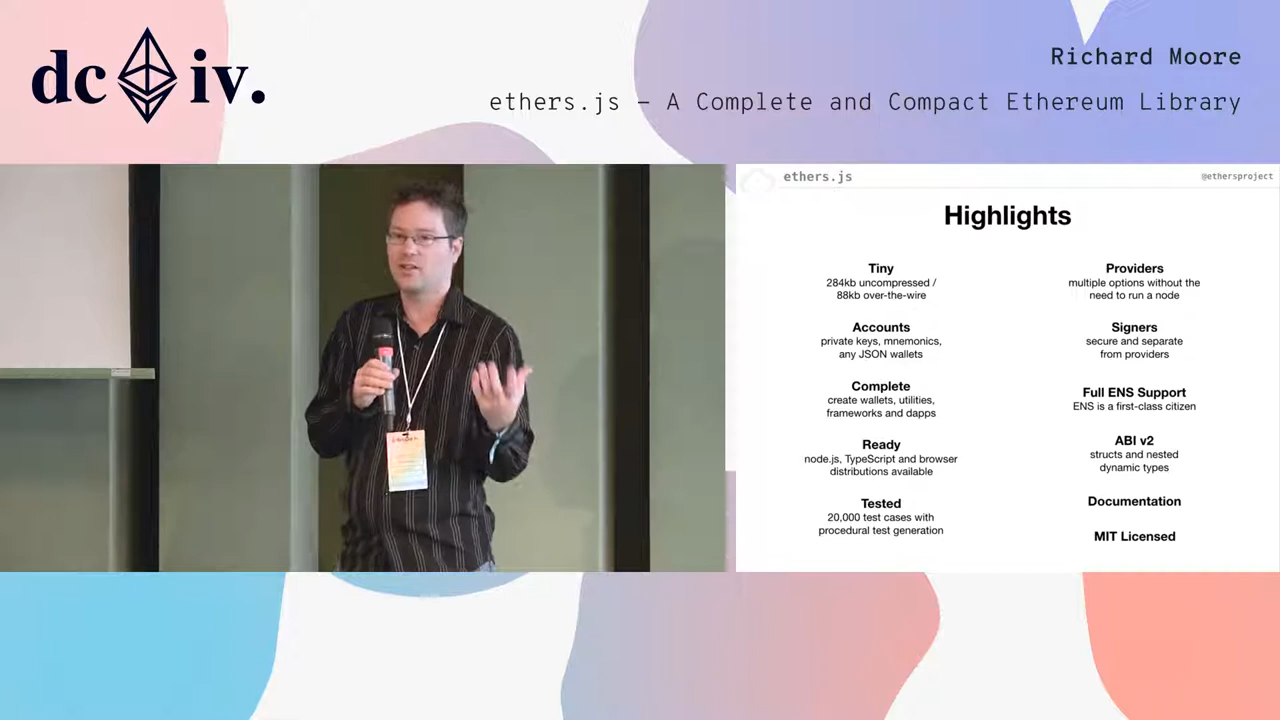 dc iv.
Richard Moore
ethers.js – A Complete and Compact Ethereum Library
ethers.js
@ethersproject
Highlights
Tiny
284kb uncompressed /
88kb over-the-wire
Accounts
private keys, mnemonics,
any JSON wallets
Complete
create wallets, utilities,
frameworks and dapps
Ready
node.js, TypeScript and browser
distributions available
Tested
20,000 test cases with
procedural test generation
Providers
multiple options without the
need to run a node
Signers
secure and separate
from providers
Full ENS Support
ENS is a first-class citizen
ABI v2
structs and nested
dynamic types
Documentation
MIT Licensed